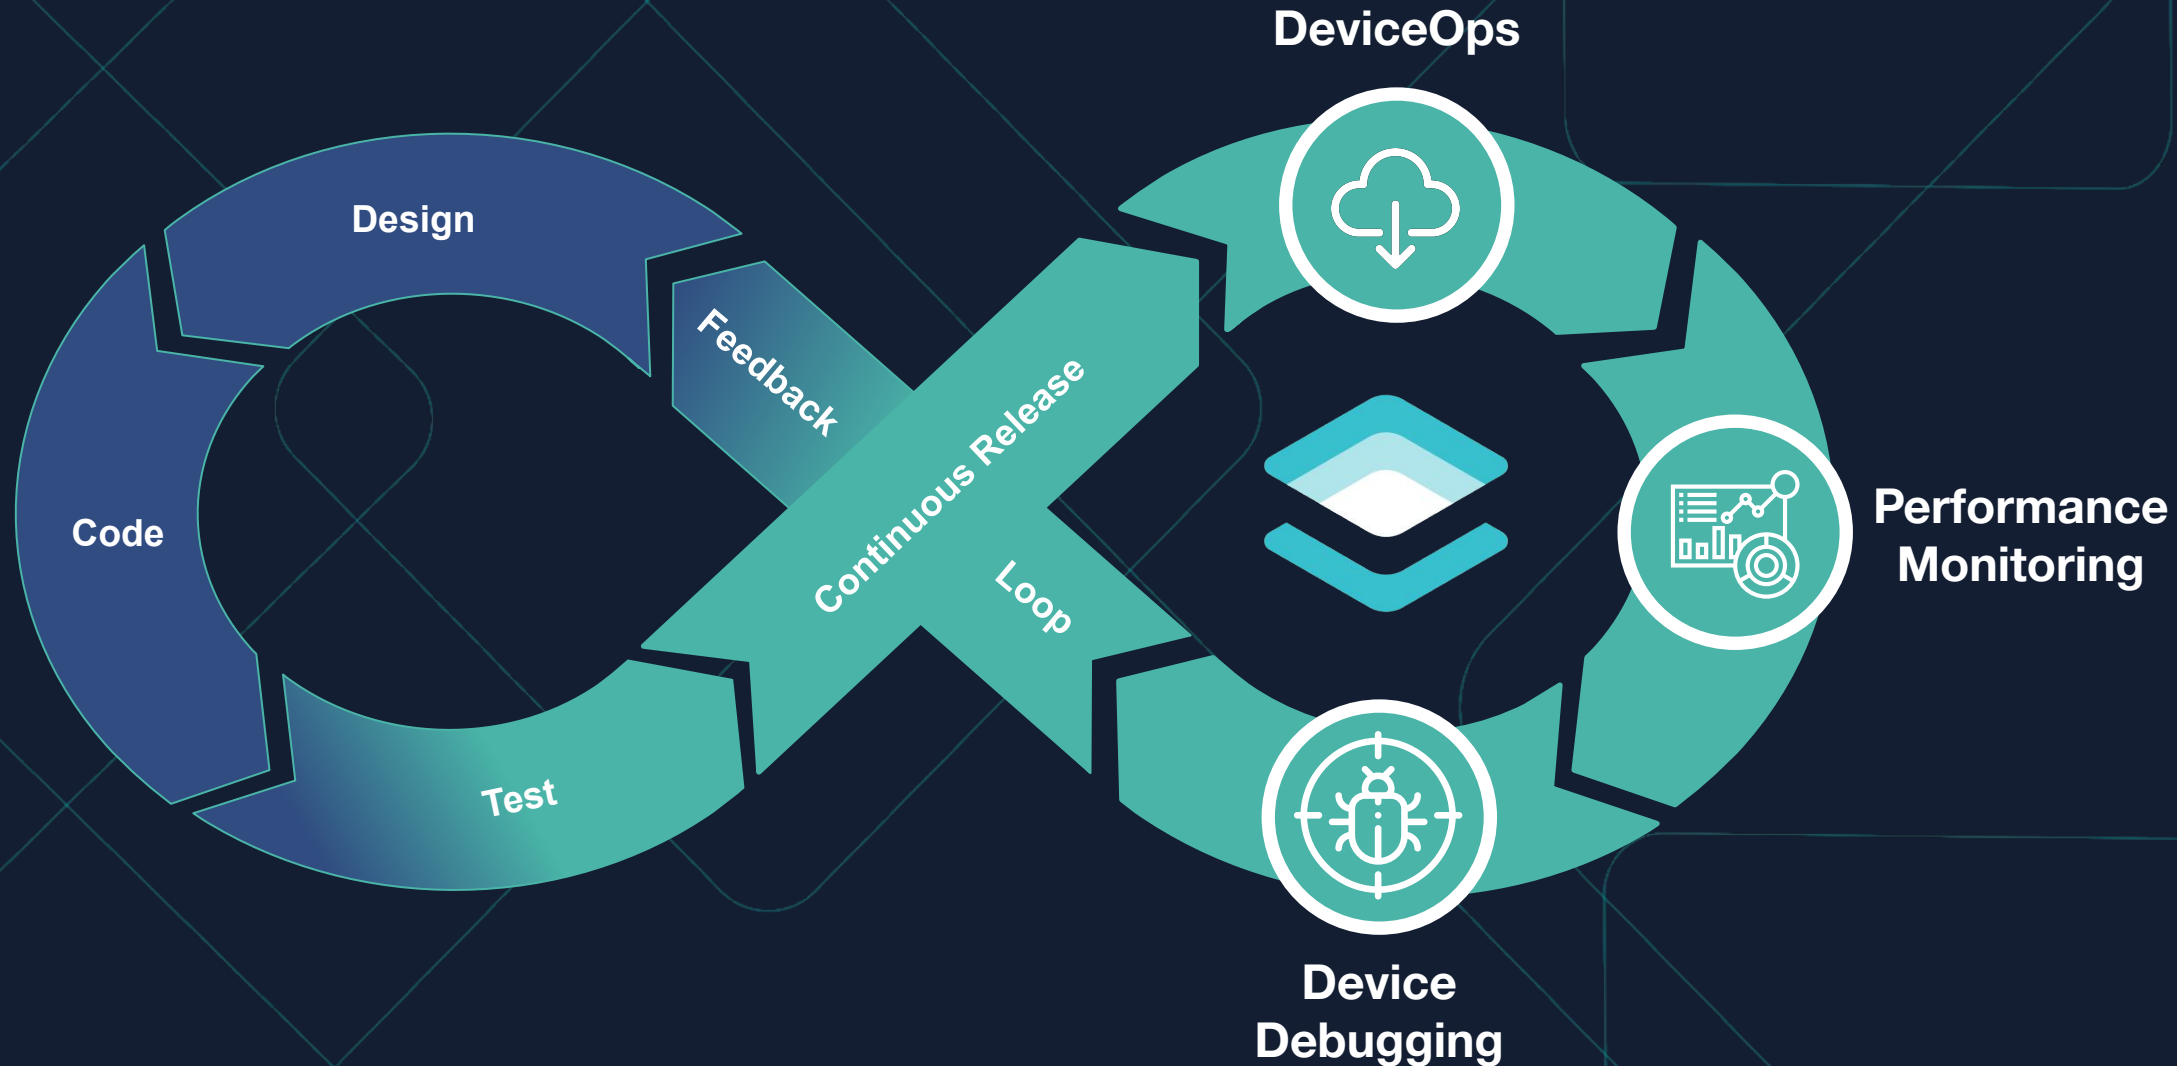 DeviceOps
Design
Feedback
Continuous Release
Code
Performance
Monitoring
Loop
Test
Device
Debugging